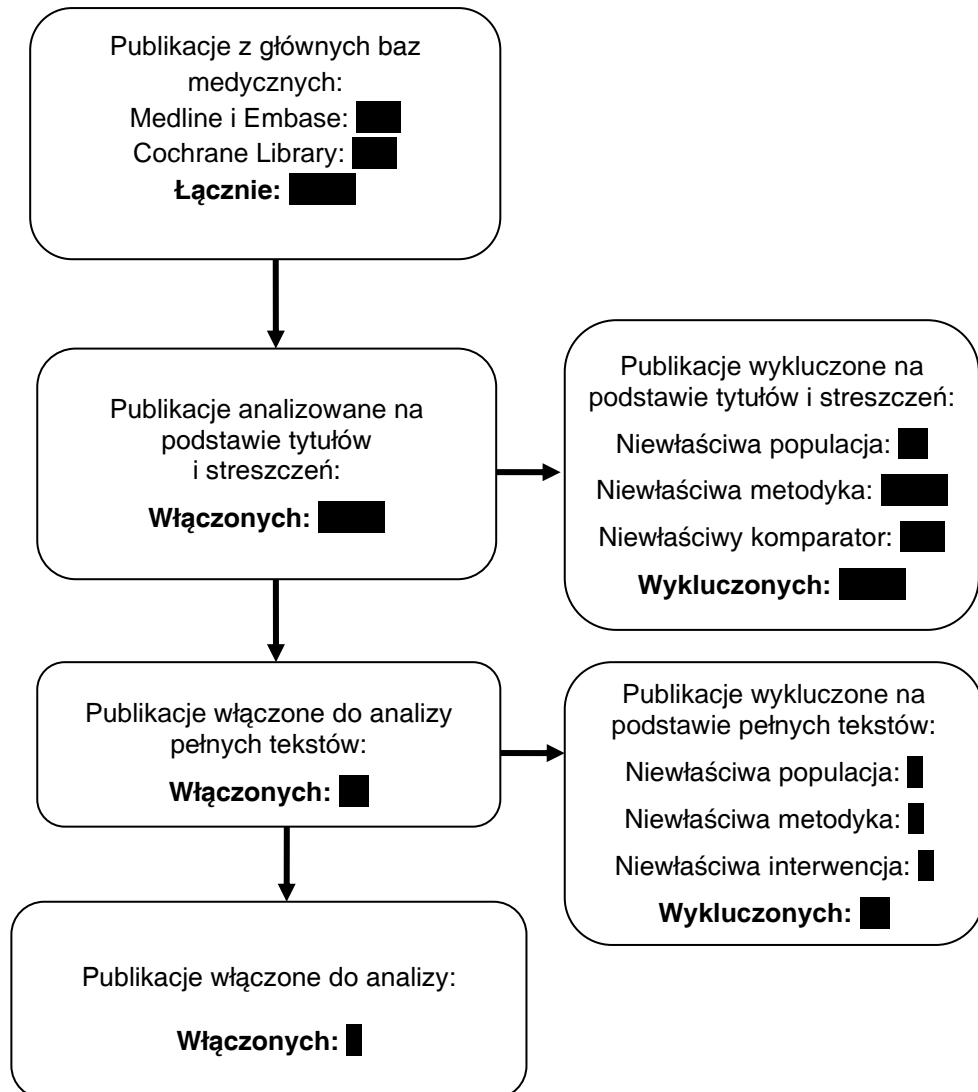 Publikacje z głównych baz
medycznych:
Medline i Embase:
Cochrane Library:
Łącznie:
Publikacje analizowane na
podstawie tytułów
i streszczeń:
Włączonych:
Publikacje wykluczone na
podstawie tytułów i streszczeń:
Niewłaściwa populacja:
Niewłaściwa metodyka:
Niewłaściwy komparator:
Wykluczonych:
Publikacje włączone do analizy
pełnych tekstów:
Włączonych:
Publikacje wykluczone na
podstawie pełnych tekstów:
Niewłaściwa populacja:
Niewłaściwa metodyka:
Niewłaściwa interwencja:
Wykluczonych:
Publikacje włączone do analizy:
Włączonych: